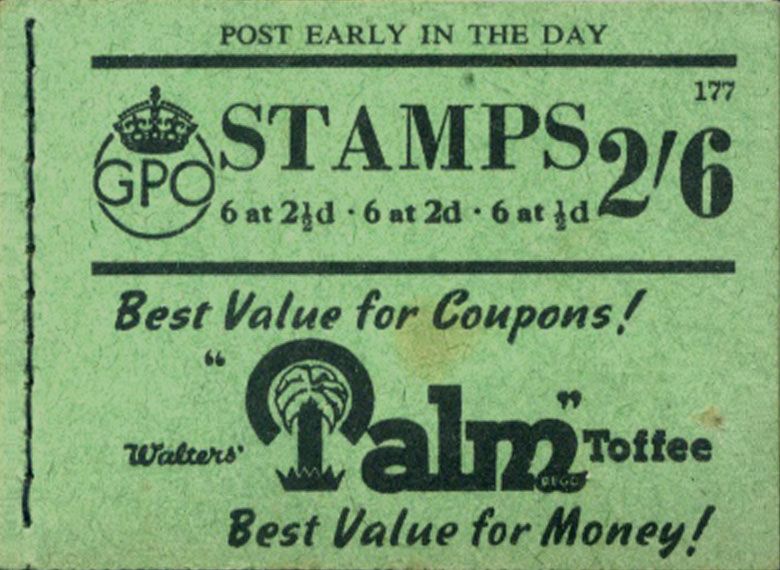 POST EARLY IN THE DAY
177
GPO STAMPS 2/6
6 at 2½d · 6 at 2d · 6 at ½d
Best Value for Coupons!
Walters' "Palm" Toffee
REGD
Best Value for Money!